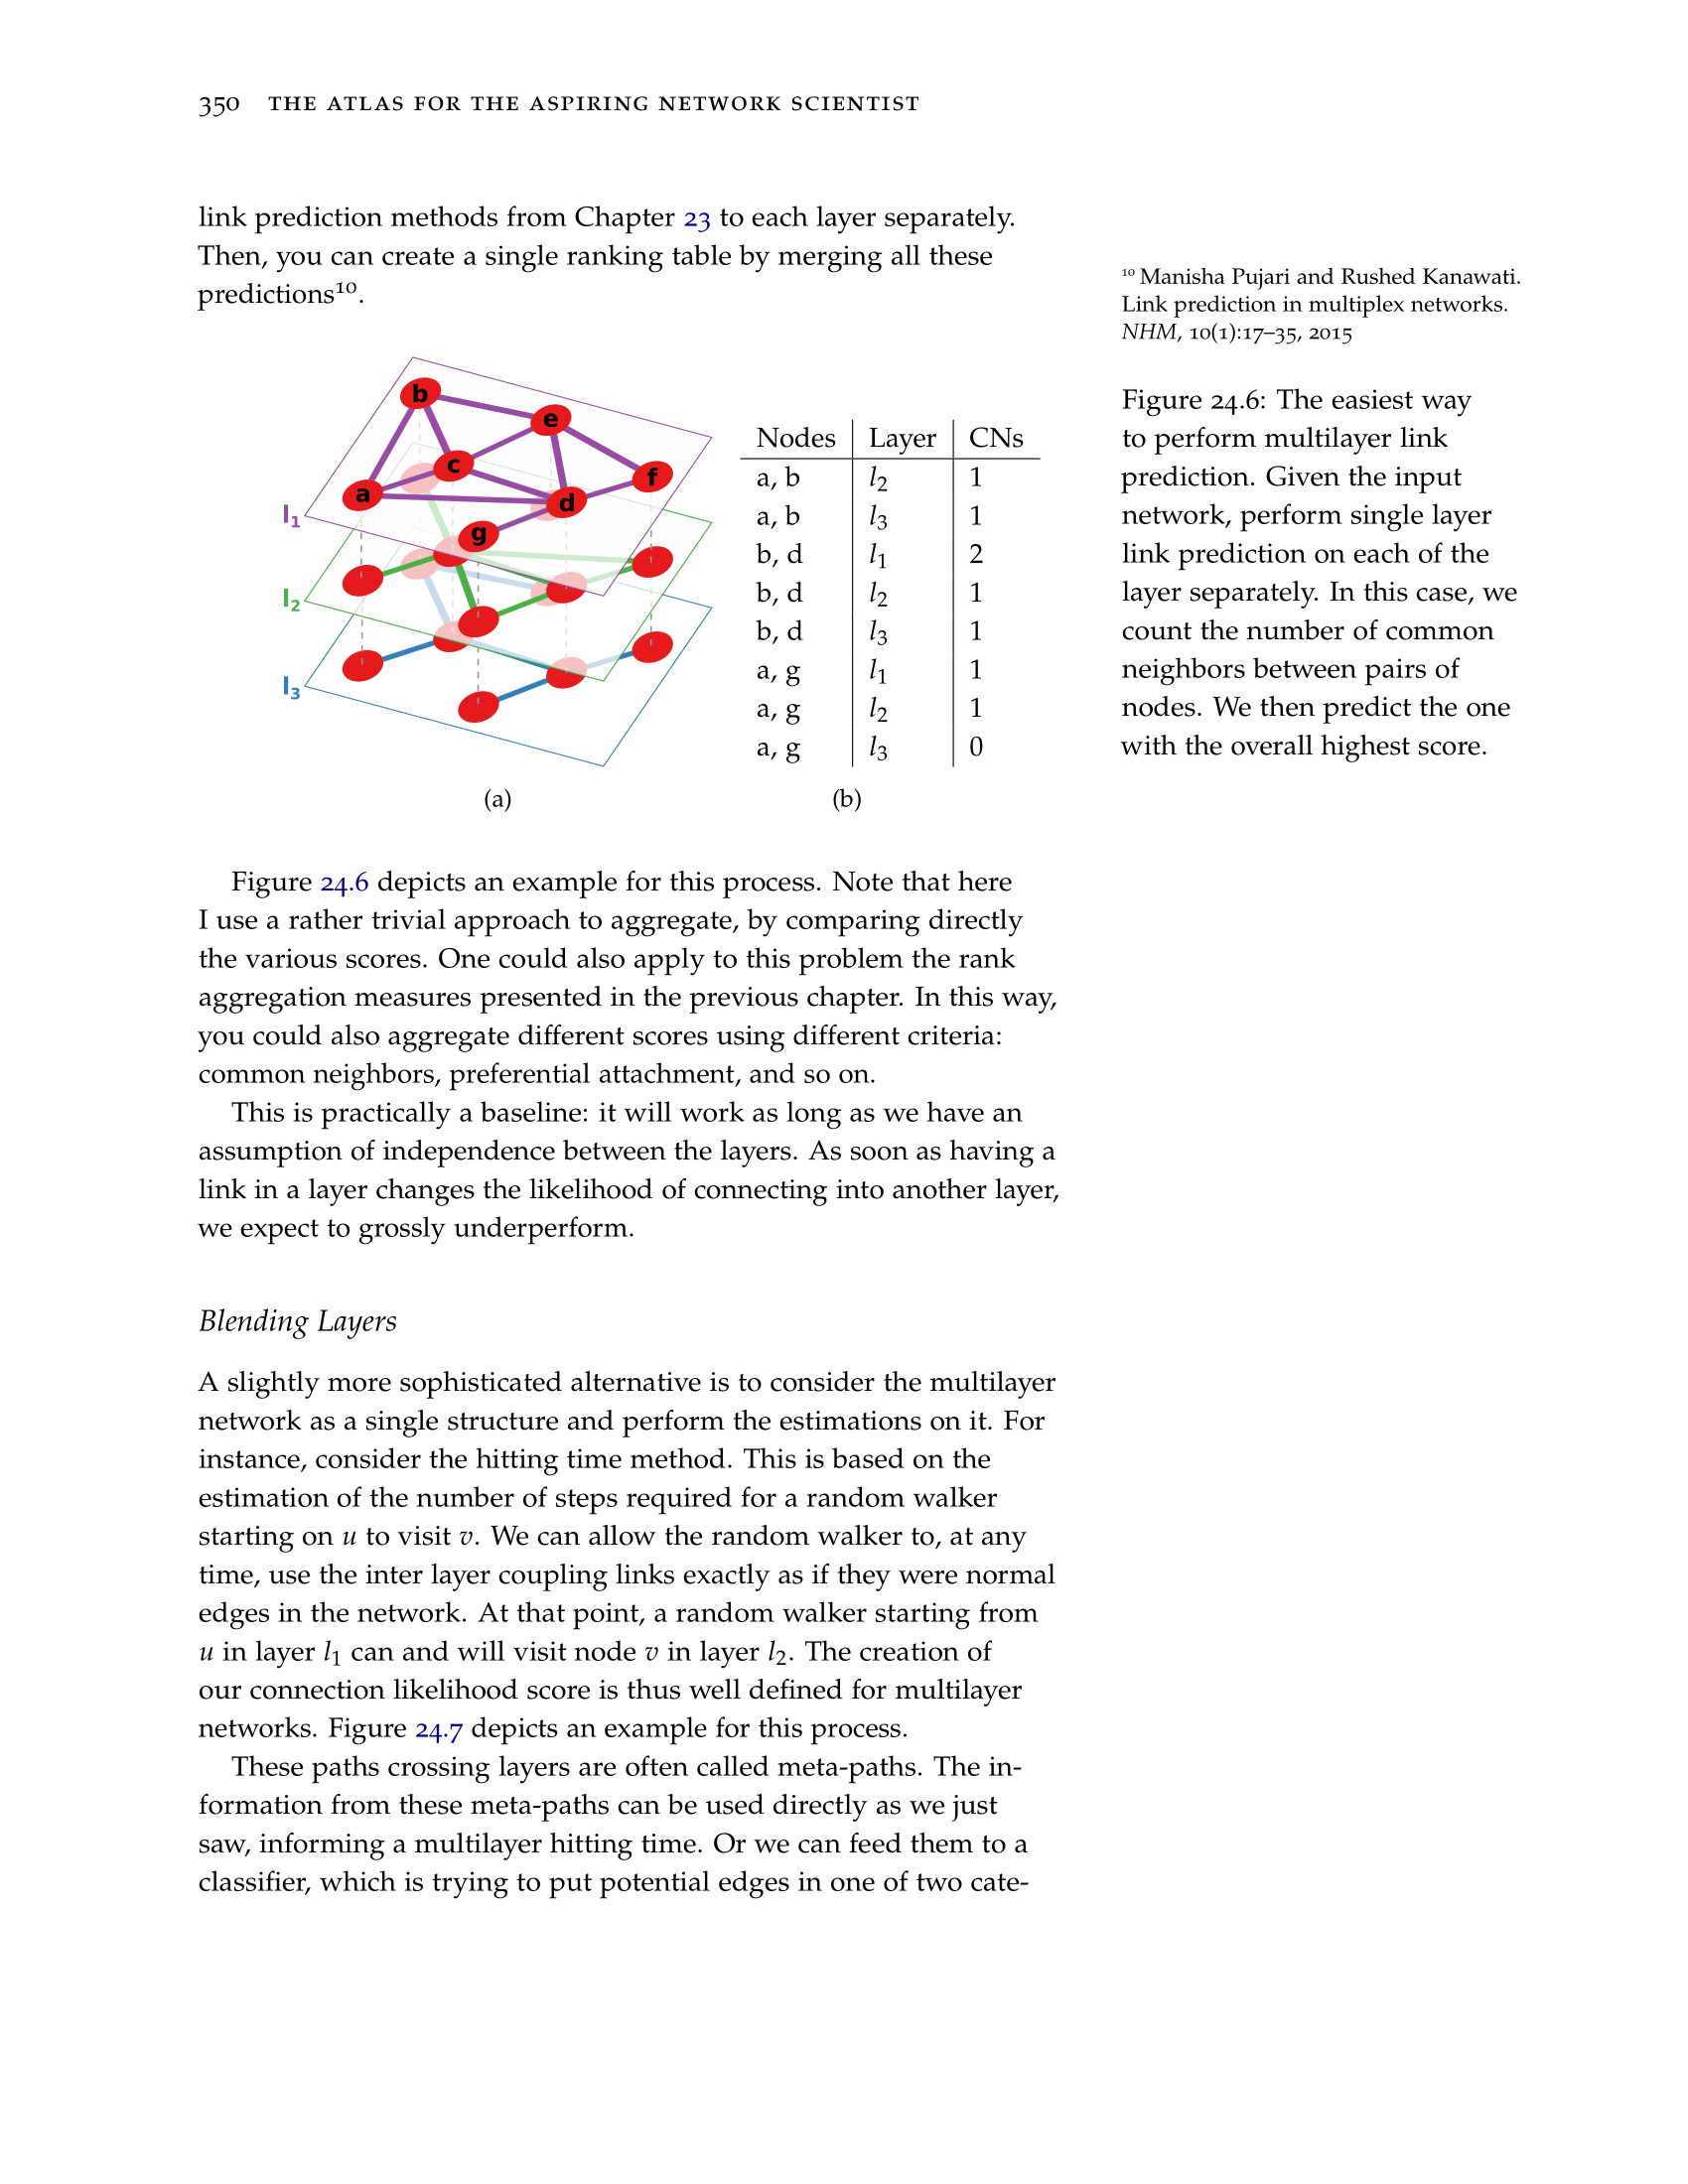 350 THE ATLAS FOR THE ASPIRING NETWORK SCIENTIST
link prediction methods from Chapter 23 to each layer separately.
Then, you can create a single ranking table by merging all these
predictions¹⁰.
¹⁰ Manisha Pujari and Rushed Kanawati.
Link prediction in multiplex networks.
NHM, 10(1):17–35, 2015
b
e
c
f
a
d
g
l₁
l₂
l₃
(a)
Nodes Layer CNs
a, b l₂ 1
a, b l₃ 1
b, d l₁ 2
b, d l₂ 1
b, d l₃ 1
a, g l₁ 1
a, g l₂ 1
a, g l₃ 0
(b)
Figure 24.6: The easiest way
to perform multilayer link
prediction. Given the input
network, perform single layer
link prediction on each of the
layer separately. In this case, we
count the number of common
neighbors between pairs of
nodes. We then predict the one
with the overall highest score.
Figure 24.6 depicts an example for this process. Note that here
I use a rather trivial approach to aggregate, by comparing directly
the various scores. One could also apply to this problem the rank
aggregation measures presented in the previous chapter. In this way,
you could also aggregate different scores using different criteria:
common neighbors, preferential attachment, and so on.
This is practically a baseline: it will work as long as we have an
assumption of independence between the layers. As soon as having a
link in a layer changes the likelihood of connecting into another layer,
we expect to grossly underperform.
Blending Layers
A slightly more sophisticated alternative is to consider the multilayer
network as a single structure and perform the estimations on it. For
instance, consider the hitting time method. This is based on the
estimation of the number of steps required for a random walker
starting on u to visit v. We can allow the random walker to, at any
time, use the inter layer coupling links exactly as if they were normal
edges in the network. At that point, a random walker starting from
u in layer l₁ can and will visit node v in layer l₂. The creation of
our connection likelihood score is thus well defined for multilayer
networks. Figure 24.7 depicts an example for this process.
These paths crossing layers are often called meta-paths. The in-
formation from these meta-paths can be used directly as we just
saw, informing a multilayer hitting time. Or we can feed them to a
classifier, which is trying to put potential edges in one of two cate-